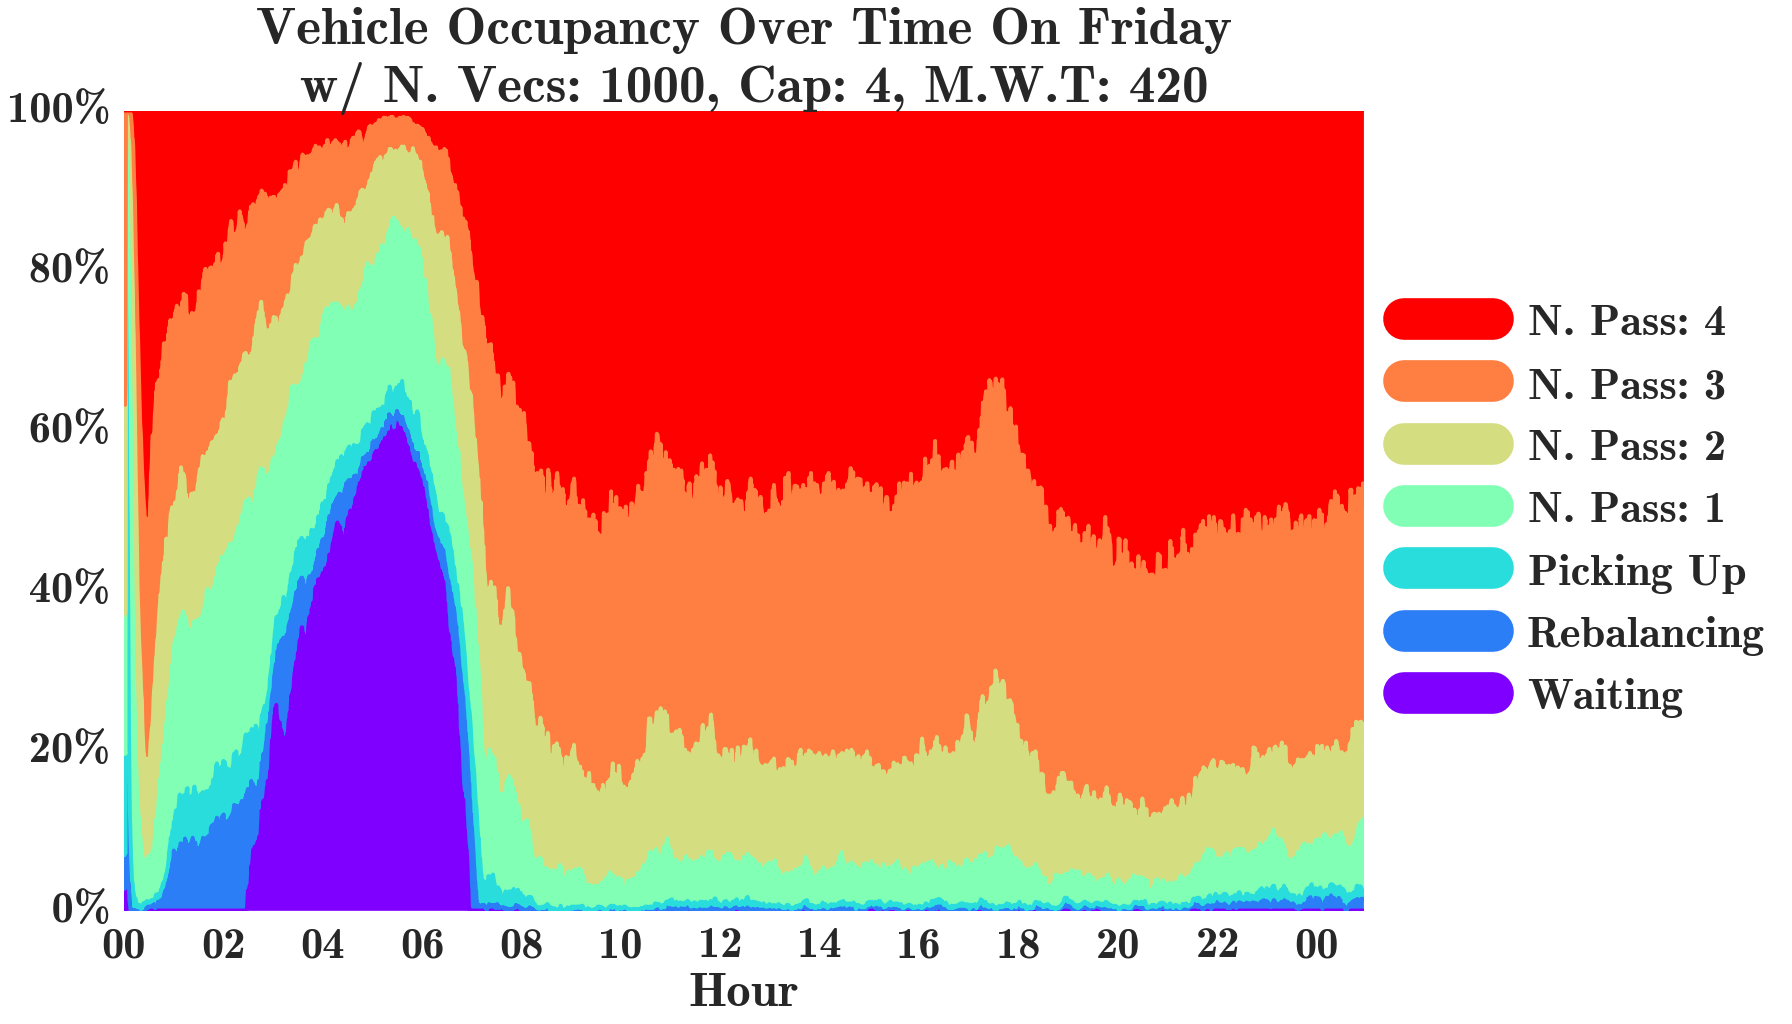 Vehicle Occupancy Over Time On Friday
w/ N. Vecs: 1000, Cap: 4, M.W.T: 420
100%
80%
60%
40%
20%
0%
00 02 04 06 08 10 12 14 16 18 20 22 00
Hour
N. Pass: 4
N. Pass: 3
N. Pass: 2
N. Pass: 1
Picking Up
Rebalancing
Waiting